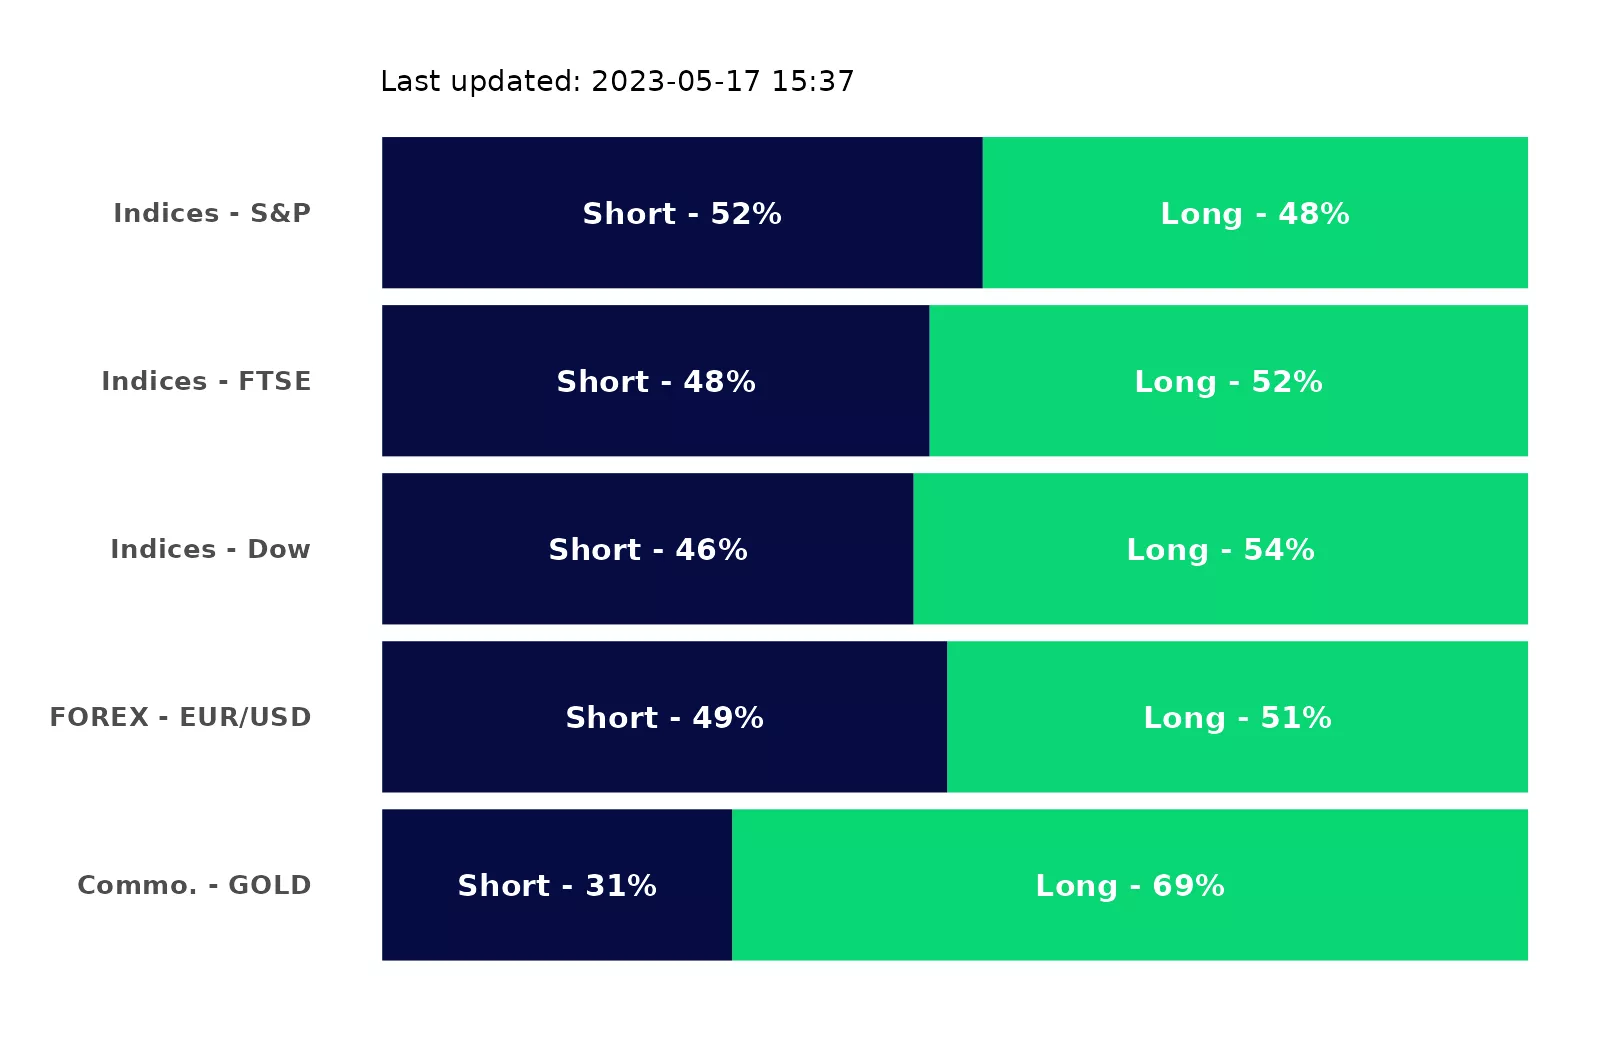 Last updated: 2023-05-17 15:37
Indices - S&P Short - 52% Long - 48%
Indices - FTSE Short - 48% Long - 52%
Indices - Dow Short - 46% Long - 54%
FOREX - EUR/USD Short - 49% Long - 51%
Commo. - GOLD Short - 31% Long - 69%